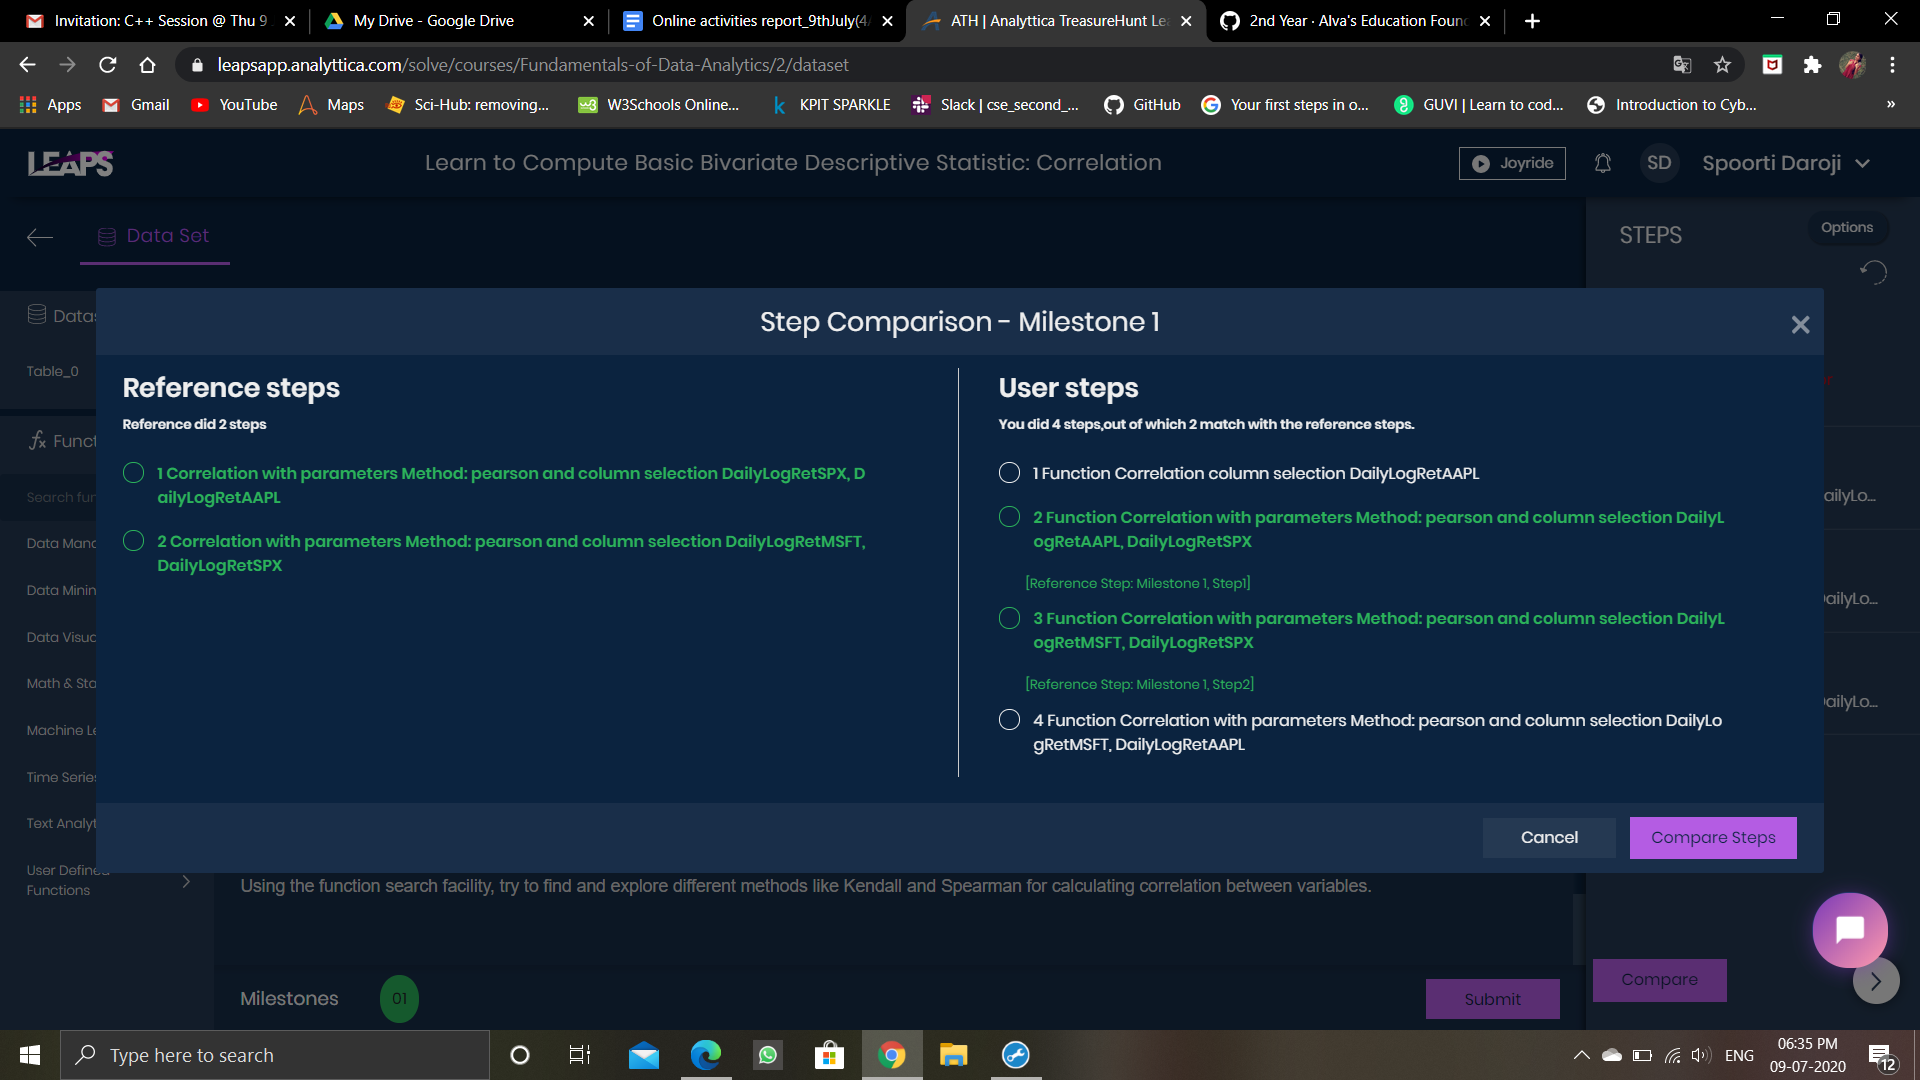 Invitation: C++ Session @ Thu 9
My Drive - Google Drive
Online activities report_9thJuly(4
ATH | Analyttica TreasureHunt Le
2nd Year · Alva's Education Foun
leapsapp.analyttica.com/solve/courses/Fundamentals-of-Data-Analytics/2/dataset
Apps
Gmail
YouTube
Maps
Sci-Hub: removing...
W3Schools Online...
KPIT SPARKLE
Slack | cse_second_...
GitHub
Your first steps in o...
GUVI | Learn to cod...
Introduction to Cyb...
»
LEAPS
Learn to Compute Basic Bivariate Descriptive Statistic: Correlation
Joyride
SD
Spoorti Daroji
Data Set
STEPS
Options
Datas
Table_0
Funct
Search fun
Data Mana
Data Minin
Data Visua
Math & Sta
Machine Le
Time Series
Text Analyt
User Define
Functions
Step Comparison - Milestone 1
Reference steps
Reference did 2 steps
1 Correlation with parameters Method: pearson and column selection DailyLogRetSPX, D
ailyLogRetAAPL
2 Correlation with parameters Method: pearson and column selection DailyLogRetMSFT,
DailyLogRetSPX
User steps
You did 4 steps,out of which 2 match with the reference steps.
1 Function Correlation column selection DailyLogRetAAPL
2 Function Correlation with parameters Method: pearson and column selection DailyL
ogRetAAPL, DailyLogRetSPX
[Reference Step: Milestone 1, Step1]
3 Function Correlation with parameters Method: pearson and column selection DailyL
ogRetMSFT, DailyLogRetSPX
[Reference Step: Milestone 1, Step2]
4 Function Correlation with parameters Method: pearson and column selection DailyLo
gRetMSFT, DailyLogRetAAPL
Cancel
Compare Steps
ailyLo...
DailyLo...
DailyLo...
Using the function search facility, try to find and explore different methods like Kendall and Spearman for calculating correlation between variables.
Milestones
01
Submit
Compare
Type here to search
ENG
06:35 PM
09-07-2020
12